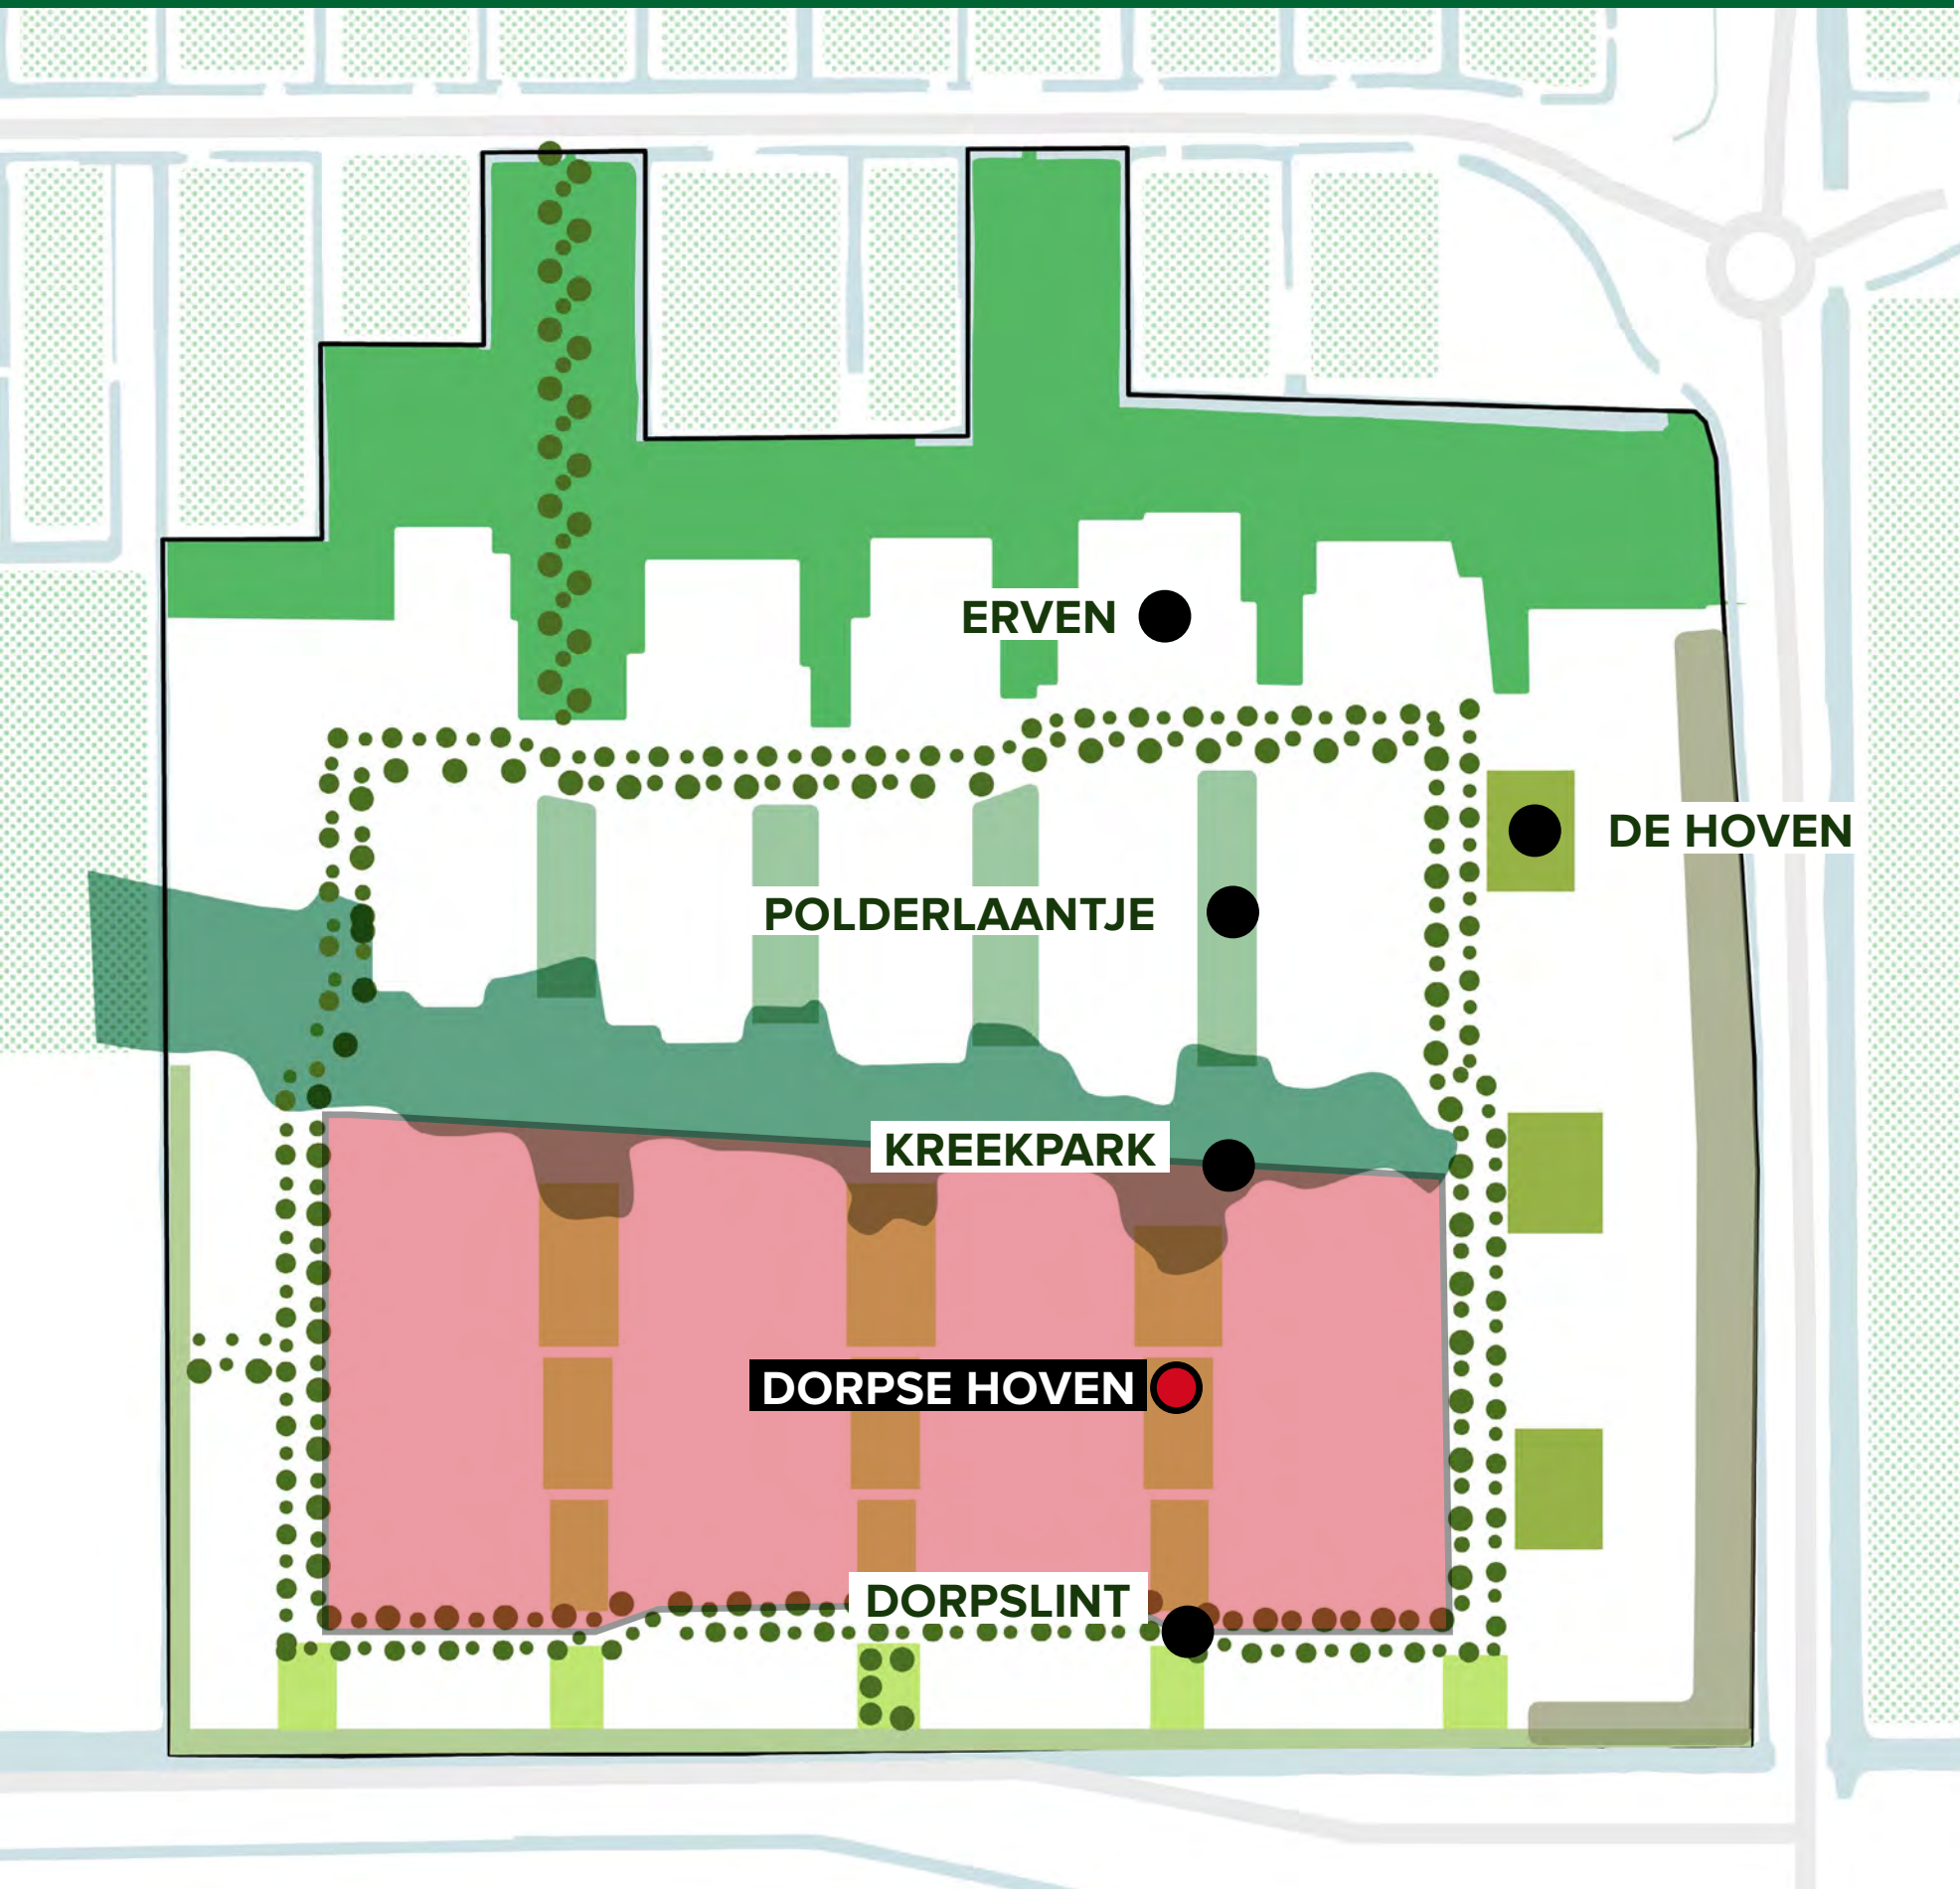 ERVEN
DE HOVEN
POLDERLAANTJE
KREEKPARK
DORPSE HOVEN
DORPSLINT